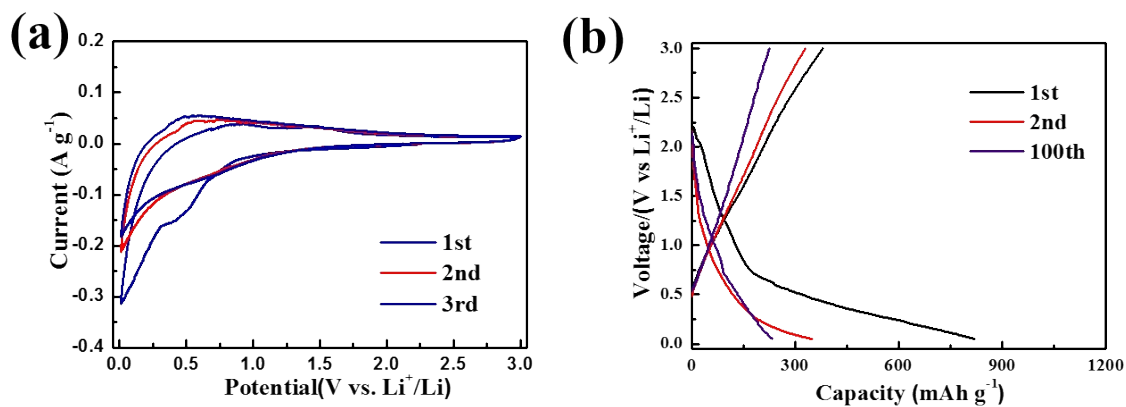 (a)
0.2
0.1
0.0
-0.1
-0.2
-0.3
-0.4
Current (A g⁻¹)
1st
2nd
3rd
0.0 0.5 1.0 1.5 2.0 2.5 3.0
Potential(V vs. Li⁺/Li)
(b)
3.0
2.5
2.0
1.5
1.0
0.5
0.0
Voltage/(V vs Li⁺/Li)
1st
2nd
100th
0 300 600 900 1200
Capacity (mAh g⁻¹)